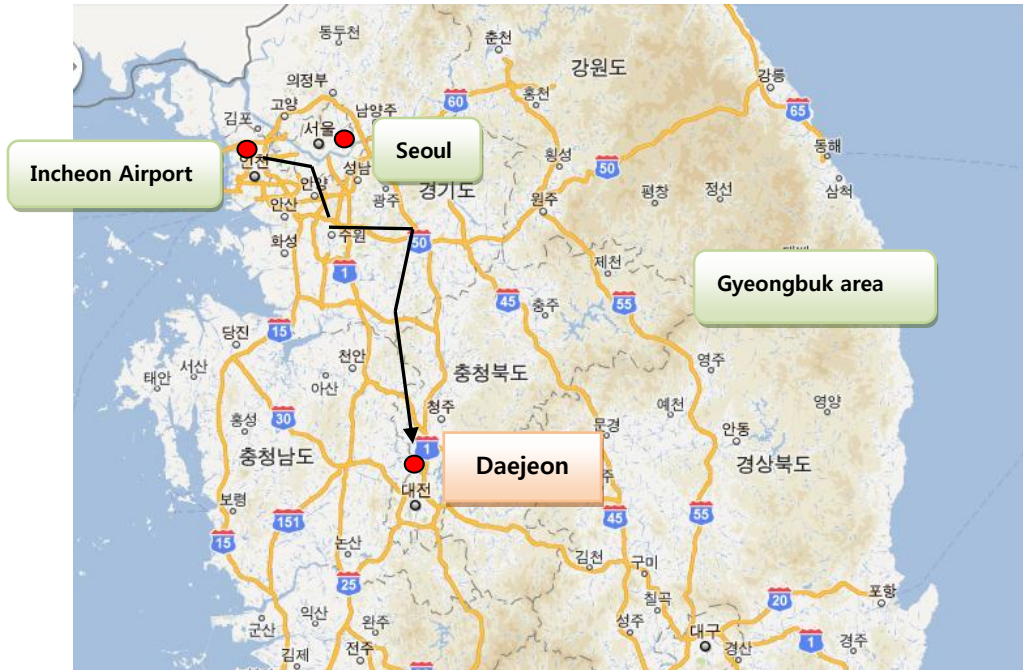 동두천
춘천
강원도
강릉
의정부
고양
남양주
60
홍천
65
김포
서울
Seoul
동해
Incheon Airport
인천
성남
횡성
50
안양
광주
경기도
평창
정선
삼척
안산
원주
수원
50
화성
1
제천
Gyeongbuk area
45
충주
55
15
당진
천안
서산
태안
아산
충청북도
영주
30
홍성
청주
예천
영양
문경
안동
1
충청남도
Daejeon
경상북도
대전
보령
151
45
55
15
논산
김천
구미
25
칠곡
20
포항
익산
완주
성주
대구
군산
경산
1
경주
김제
전주